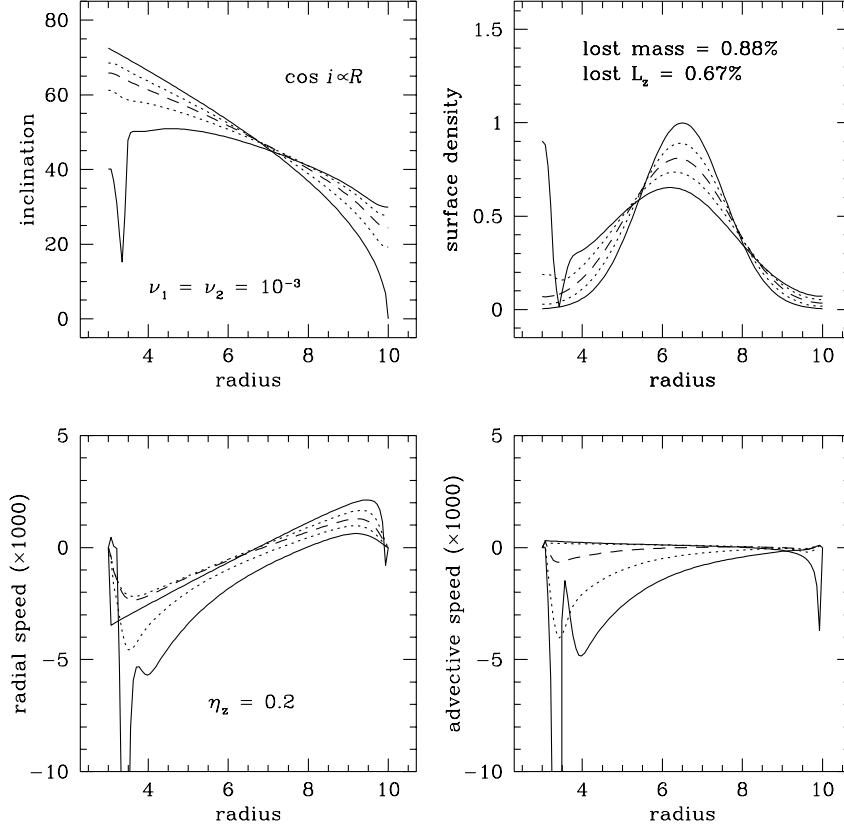 80
60
40
20
0
inclination
cos i∝R
ν₁ = ν₂ = 10⁻³
4 6 8 10
radius
1.5
1
0.5
0
surface density
lost mass = 0.88%
lost L_z = 0.67%
4 6 8 10
radius
5
0
−5
−10
radial speed (×1000)
η_z = 0.2
4 6 8 10
radius
5
0
−5
−10
advective speed (×1000)
4 6 8 10
radius